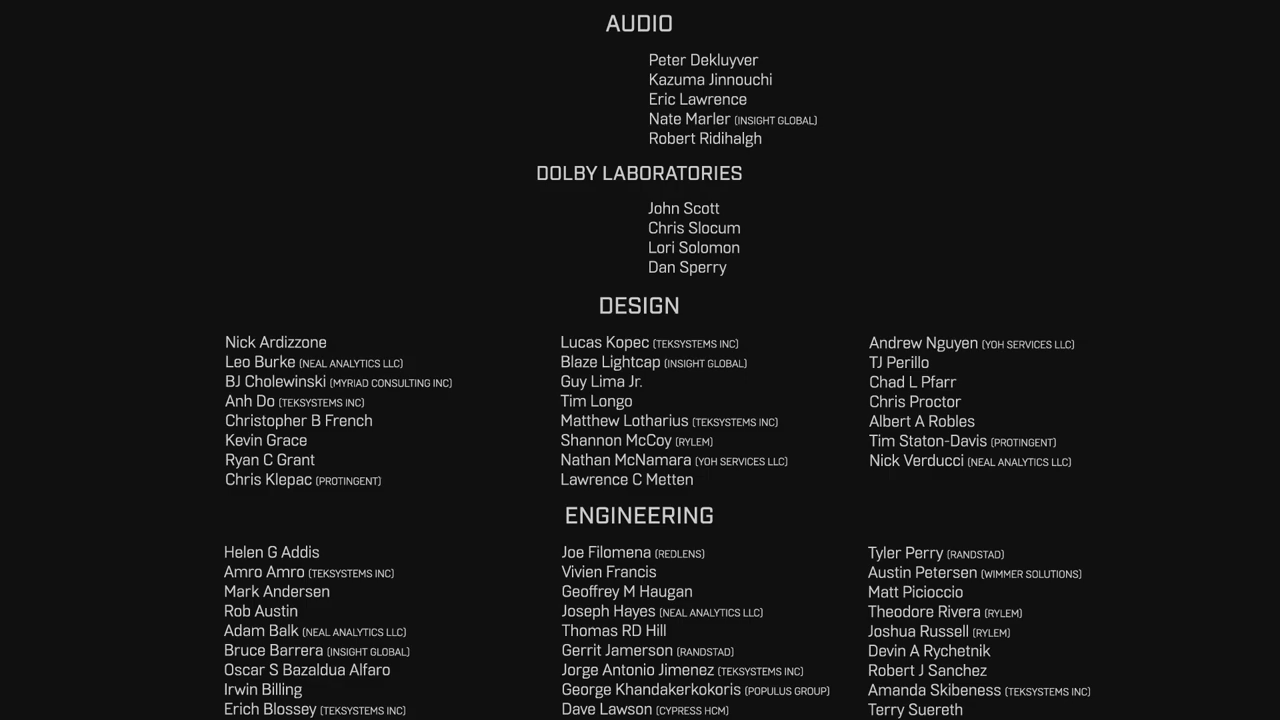 AUDIO
Peter Dekluyver
Kazuma Jinnouchi
Eric Lawrence
Nate Marler (INSIGHT GLOBAL)
Robert Ridihalgh
DOLBY LABORATORIES
John Scott
Chris Slocum
Lori Solomon
Dan Sperry
DESIGN
Nick Ardizzone
Leo Burke (NEAL ANALYTICS LLC)
BJ Cholewinski (MYRIAD CONSULTING INC)
Anh Do (TEKSYSTEMS INC)
Christopher B French
Kevin Grace
Ryan C Grant
Chris Klepac (PROTINGENT)
Lucas Kopec (TEKSYSTEMS INC)
Blaze Lightcap (INSIGHT GLOBAL)
Guy Lima Jr.
Tim Longo
Matthew Lotharius (TEKSYSTEMS INC)
Shannon McCoy (RYLEM)
Nathan McNamara (YOH SERVICES LLC)
Lawrence C Metten
Andrew Nguyen (YOH SERVICES LLC)
TJ Perillo
Chad L Pfarr
Chris Proctor
Albert A Robles
Tim Staton-Davis (PROTINGENT)
Nick Verducci (NEAL ANALYTICS LLC)
ENGINEERING
Helen G Addis
Amro Amro (TEKSYSTEMS INC)
Mark Andersen
Rob Austin
Adam Balk (NEAL ANALYTICS LLC)
Bruce Barrera (INSIGHT GLOBAL)
Oscar S Bazaldua Alfaro
Irwin Billing
Erich Blossey (TEKSYSTEMS INC)
Joe Filomena (REDLENS)
Vivien Francis
Geoffrey M Haugan
Joseph Hayes (NEAL ANALYTICS LLC)
Thomas RD Hill
Gerrit Jamerson (RANDSTAD)
Jorge Antonio Jimenez (TEKSYSTEMS INC)
George Khandakerkokoris (POPULUS GROUP)
Dave Lawson (CYPRESS HCM)
Tyler Perry (RANDSTAD)
Austin Petersen (WIMMER SOLUTIONS)
Matt Picioccio
Theodore Rivera (RYLEM)
Joshua Russell (RYLEM)
Devin A Rychetnik
Robert J Sanchez
Amanda Skibeness (TEKSYSTEMS INC)
Terry Suereth